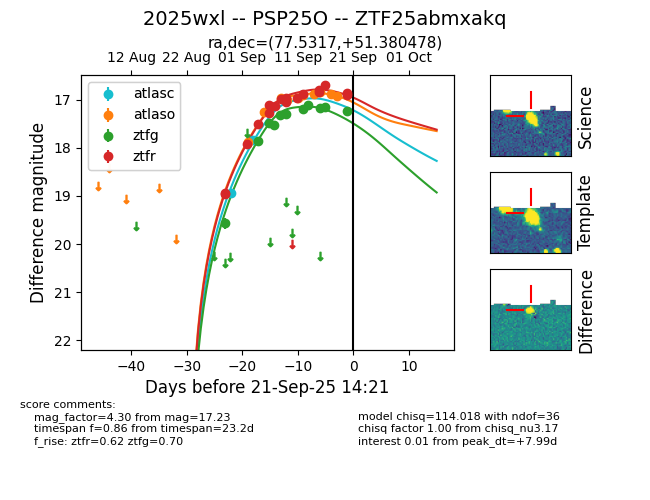 2025wxl -- PSP25O -- ZTF25abmxakq
ra,dec=(77.5317,+51.380478)
12 Aug 22 Aug 01 Sep 11 Sep 21 Sep 01 Oct
atlasc
atlaso
ztfg
ztfr
17
18
19
20
21
22
Difference magnitude
−40 −30 −20 −10 0 10
Days before 21-Sep-25 14:21
Science
Template
Difference
score comments:
mag_factor=4.30 from mag=17.23
timespan f=0.86 from timespan=23.2d
f_rise: ztfr=0.62 ztfg=0.70
model chisq=114.018 with ndof=36
chisq factor 1.00 from chisq_nu3.17
interest 0.01 from peak_dt=+7.99d